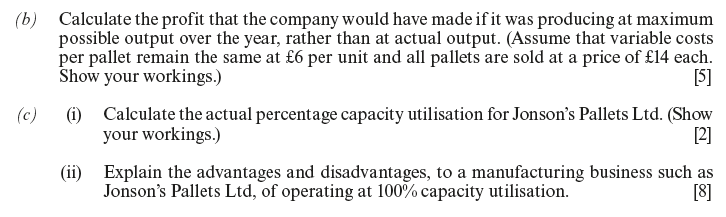 (b) Calculate the profit that the company would have made if it was producing at maximum
possible output over the year, rather than at actual output. (Assume that variable costs
per pallet remain the same at £6 per unit and all pallets are sold at a price of £14 each.
Show your workings.) [5]
(c) (i) Calculate the actual percentage capacity utilisation for Jonson's Pallets Ltd. (Show
your workings.) [2]
(ii) Explain the advantages and disadvantages, to a manufacturing business such as
Jonson's Pallets Ltd, of operating at 100% capacity utilisation. [8]